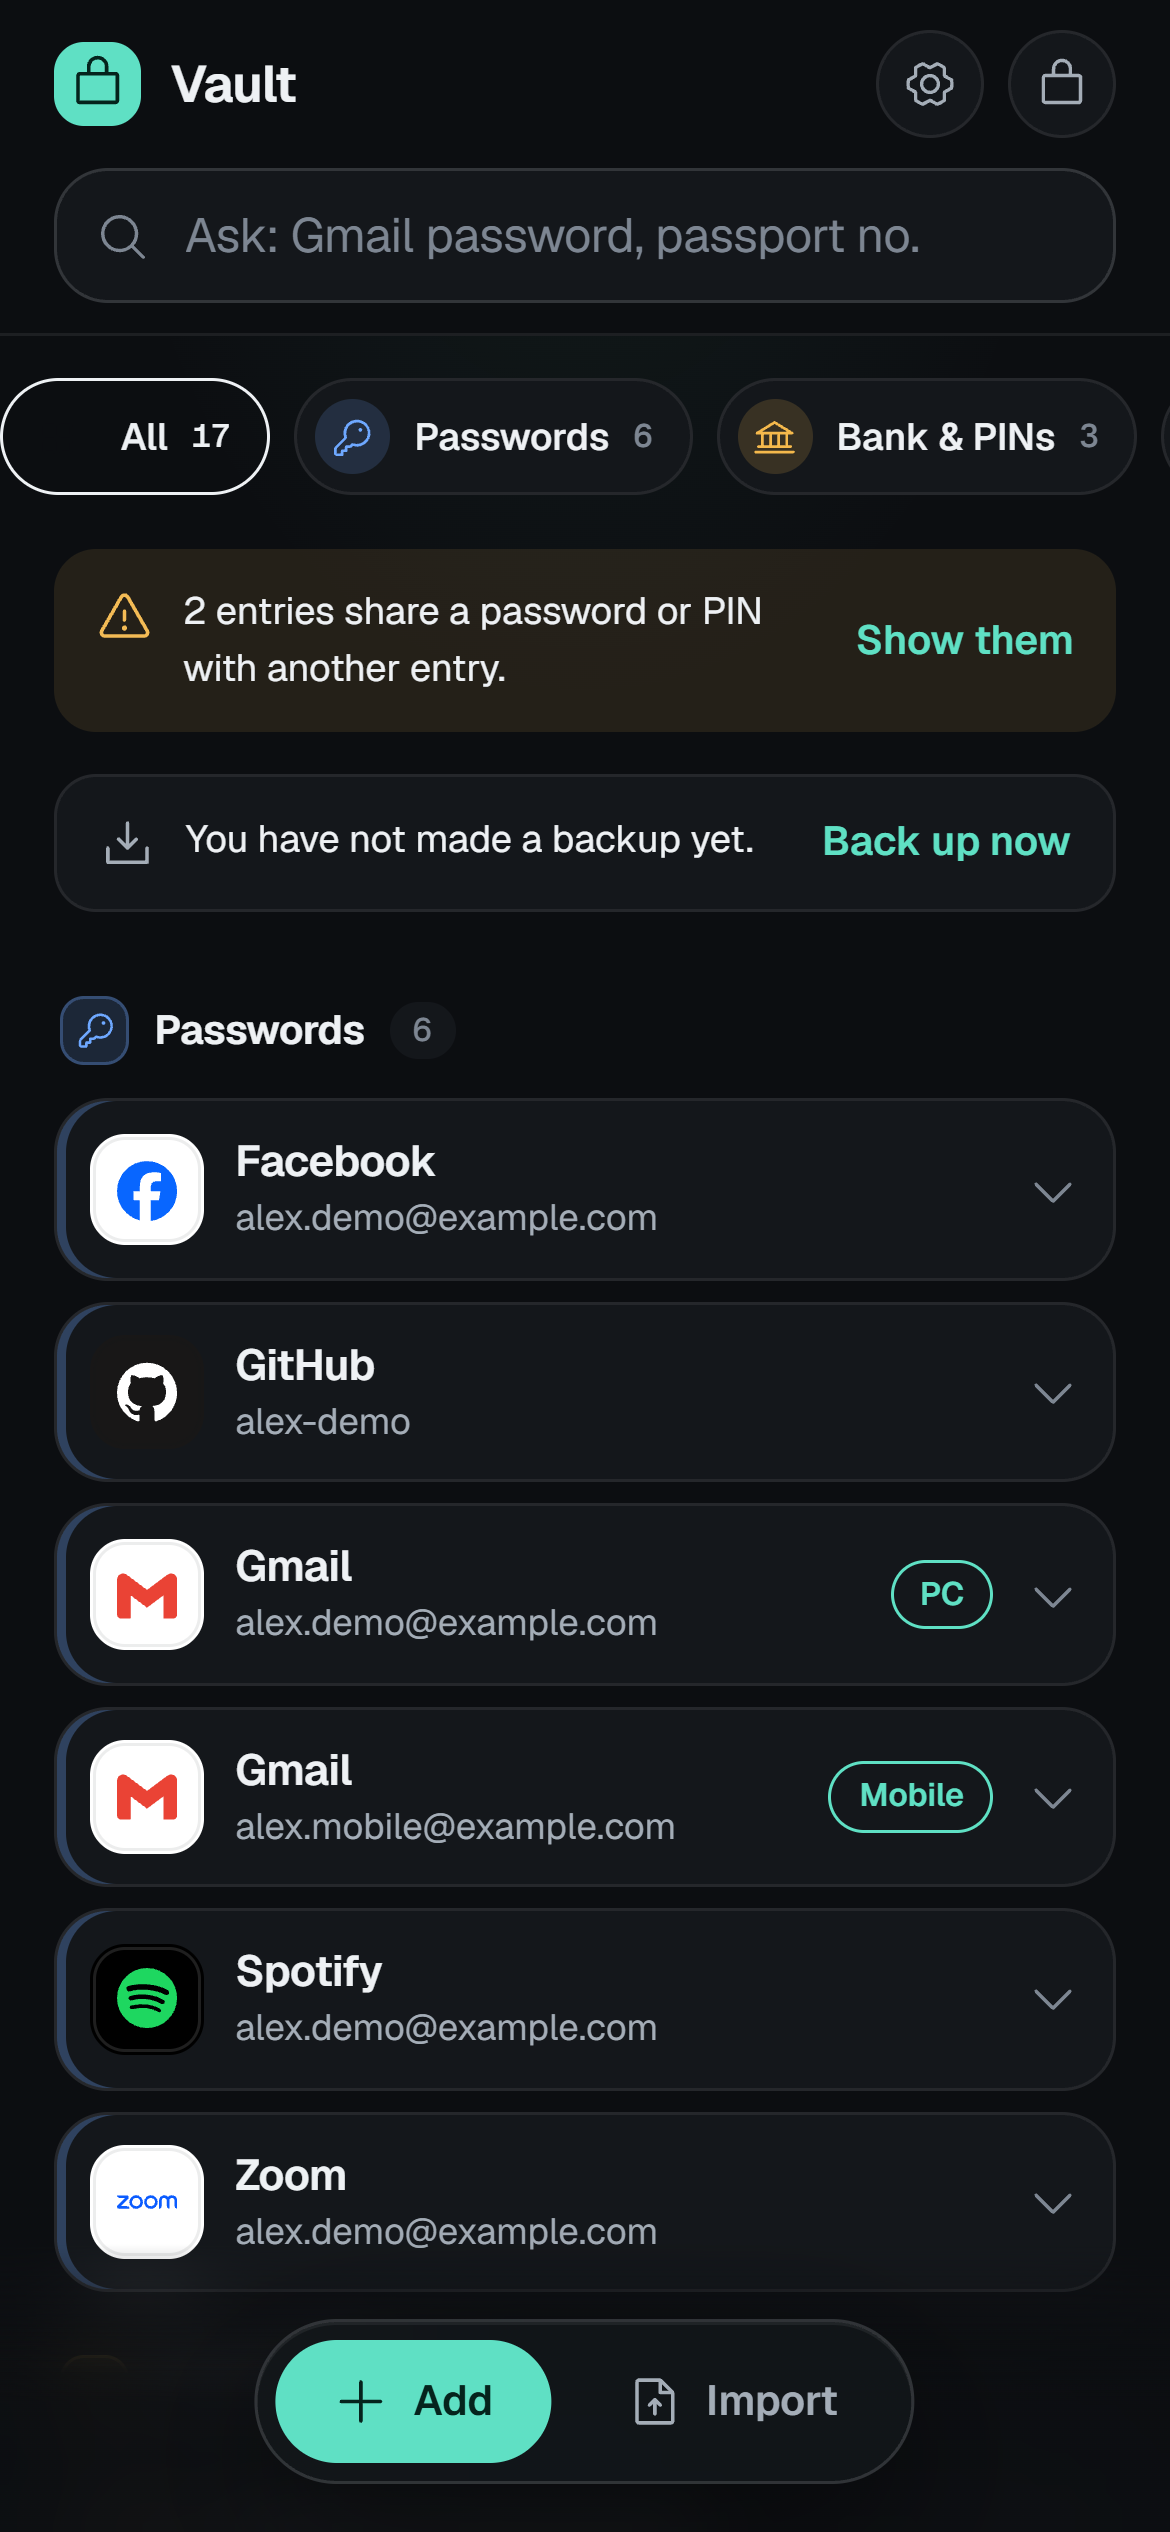 Vault
Ask: Gmail password, passport no.
All 17
Passwords 6
Bank & PINs 3
2 entries share a password or PIN
with another entry.
Show them
You have not made a backup yet.
Back up now
Passwords 6
Facebook
alex.demo@example.com
GitHub
alex-demo
Gmail
alex.demo@example.com
PC
Gmail
alex.mobile@example.com
Mobile
Spotify
alex.demo@example.com
zoom
Zoom
alex.demo@example.com
Add
Import